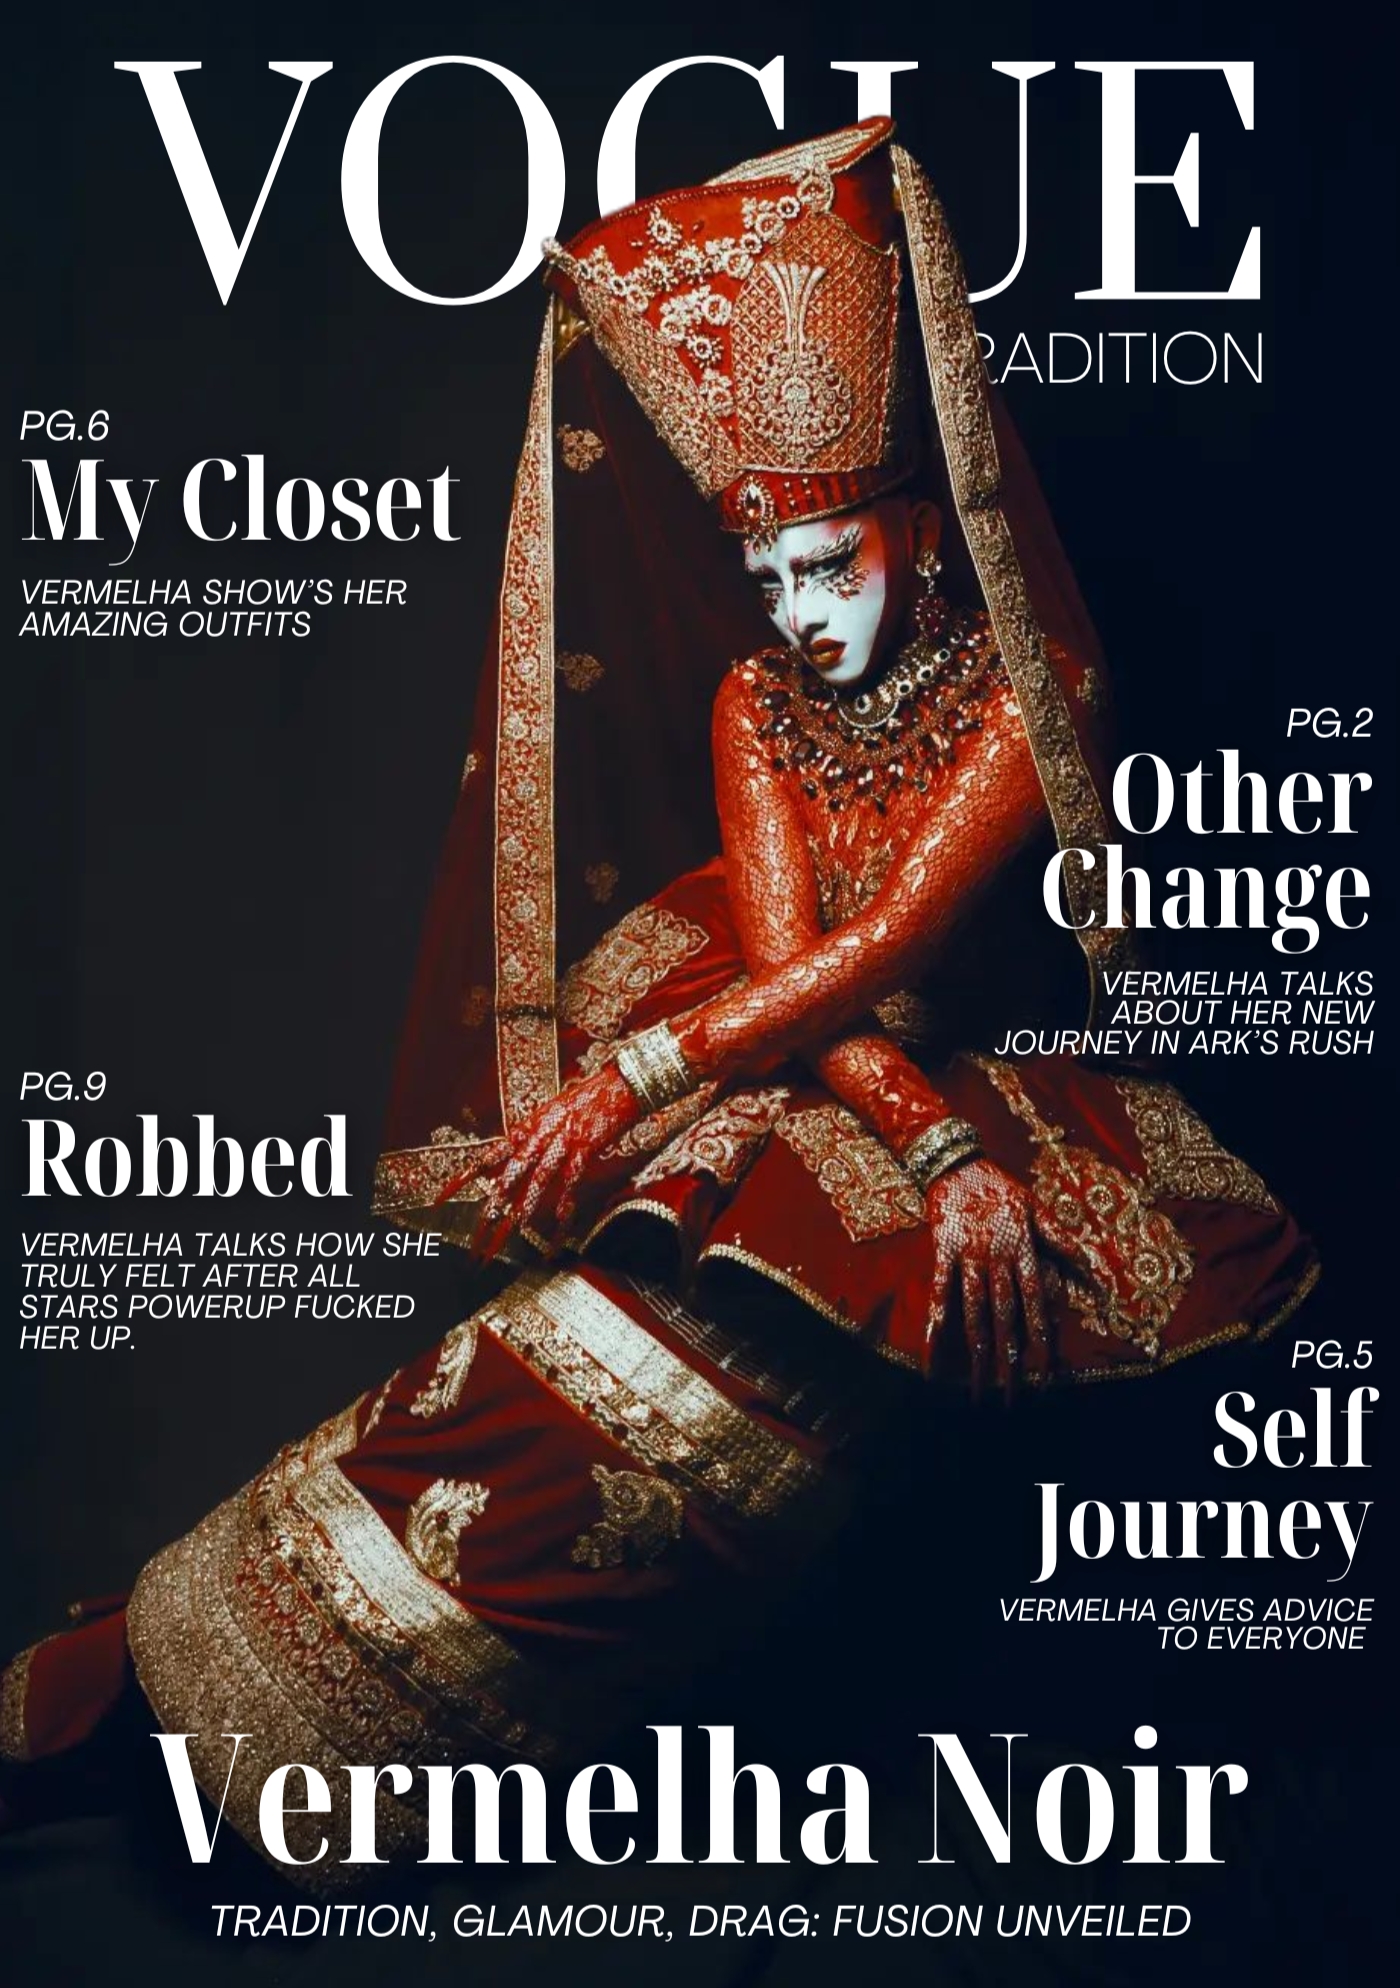 VOGUE
RADITION
PG.6
My Closet
VERMELHA SHOW'S HER
AMAZING OUTFITS
PG.2
Other
Change
VERMELHA TALKS
ABOUT HER NEW
JOURNEY IN ARK'S RUSH
PG.9
Robbed
VERMELHA TALKS HOW SHE
TRULY FELT AFTER ALL
STARS POWERUP FUCKED
HER UP.
PG.5
Self
Journey
VERMELHA GIVES ADVICE
TO EVERYONE
Vermelha Noir
TRADITION, GLAMOUR, DRAG: FUSION UNVEILED